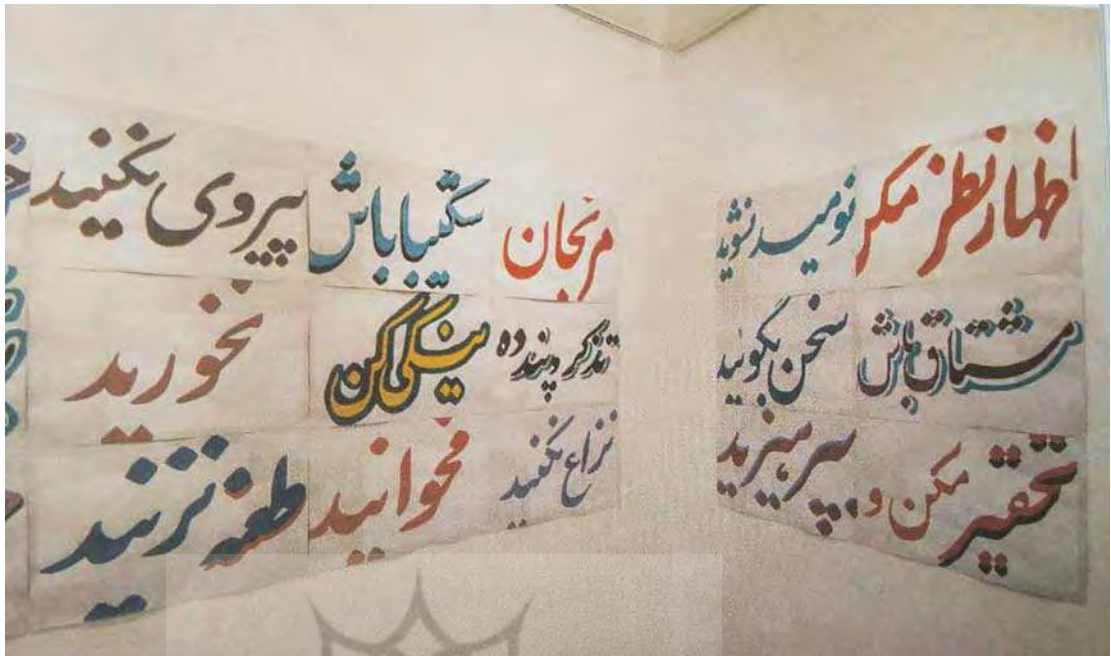 اظهار نظر مکن نومید نشوید
مشتاق باش سخن بگویید
تحقیر مکن و بپرهیزید
مرنجان شکیبا باش پیروی نکنید
تذکر و پند ده نیکی کن نخورید
نزاع نکنید مخوانید طعنه نزنید